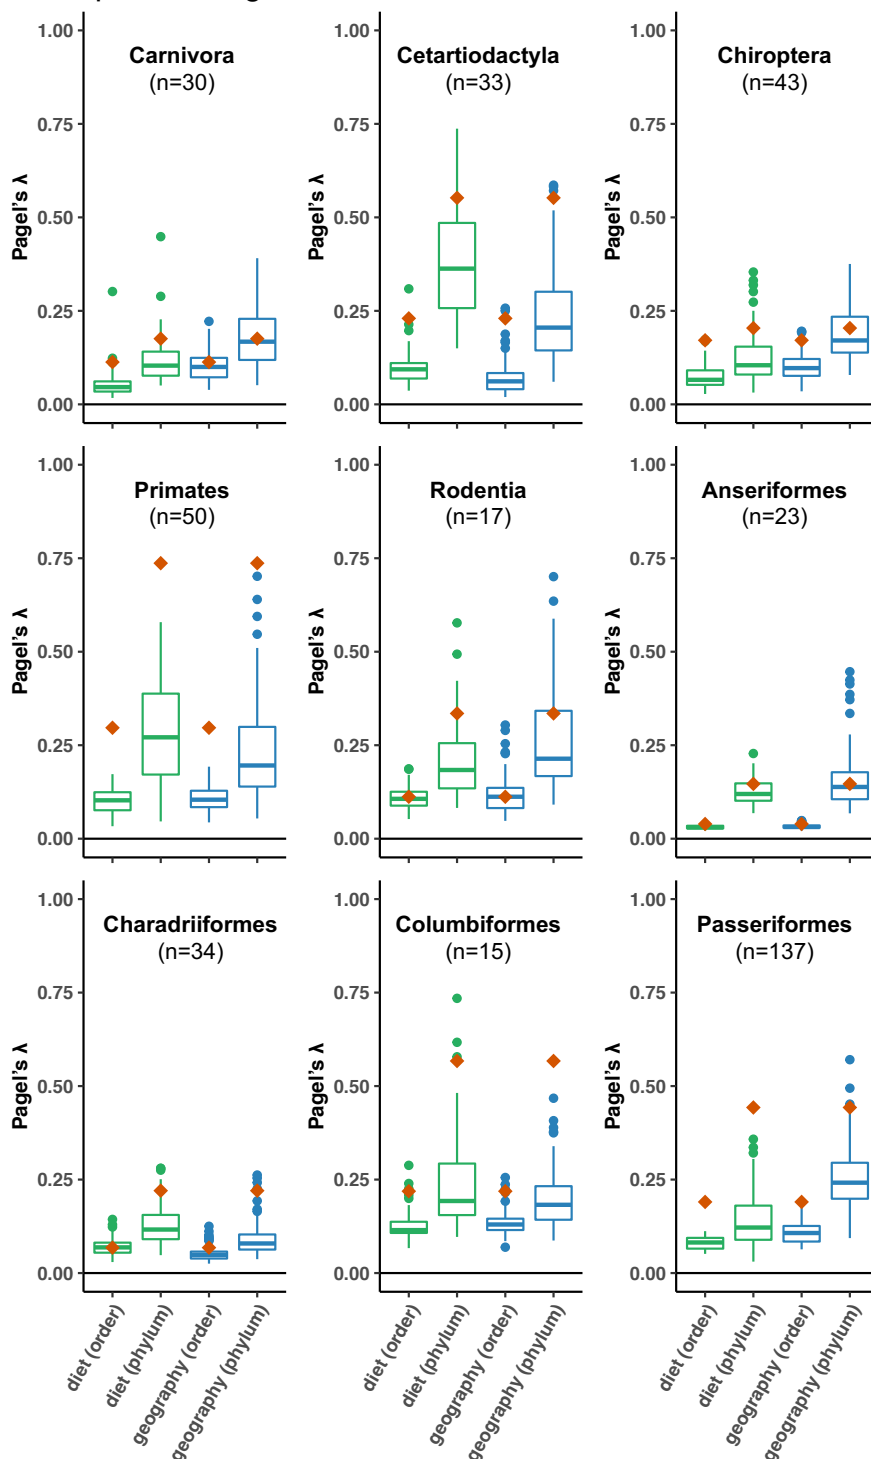 1.00
0.75
0.50
0.25
0.00
Pagel's λ
Carnivora
(n=30)
1.00
0.75
0.50
0.25
0.00
Pagel's λ
Cetartiodactyla
(n=33)
1.00
0.75
0.50
0.25
0.00
Pagel's λ
Chiroptera
(n=43)
1.00
0.75
0.50
0.25
0.00
Pagel's λ
Primates
(n=50)
1.00
0.75
0.50
0.25
0.00
Pagel's λ
Rodentia
(n=17)
1.00
0.75
0.50
0.25
0.00
Pagel's λ
Anseriformes
(n=23)
1.00
0.75
0.50
0.25
0.00
Pagel's λ
Charadriiformes
(n=34)
1.00
0.75
0.50
0.25
0.00
Pagel's λ
Columbiformes
(n=15)
1.00
0.75
0.50
0.25
0.00
Pagel's λ
Passeriformes
(n=137)
diet (order)
diet (phylum)
geography (order)
geography (phylum)
diet (order)
diet (phylum)
geography (order)
geography (phylum)
diet (order)
diet (phylum)
geography (order)
geography (phylum)